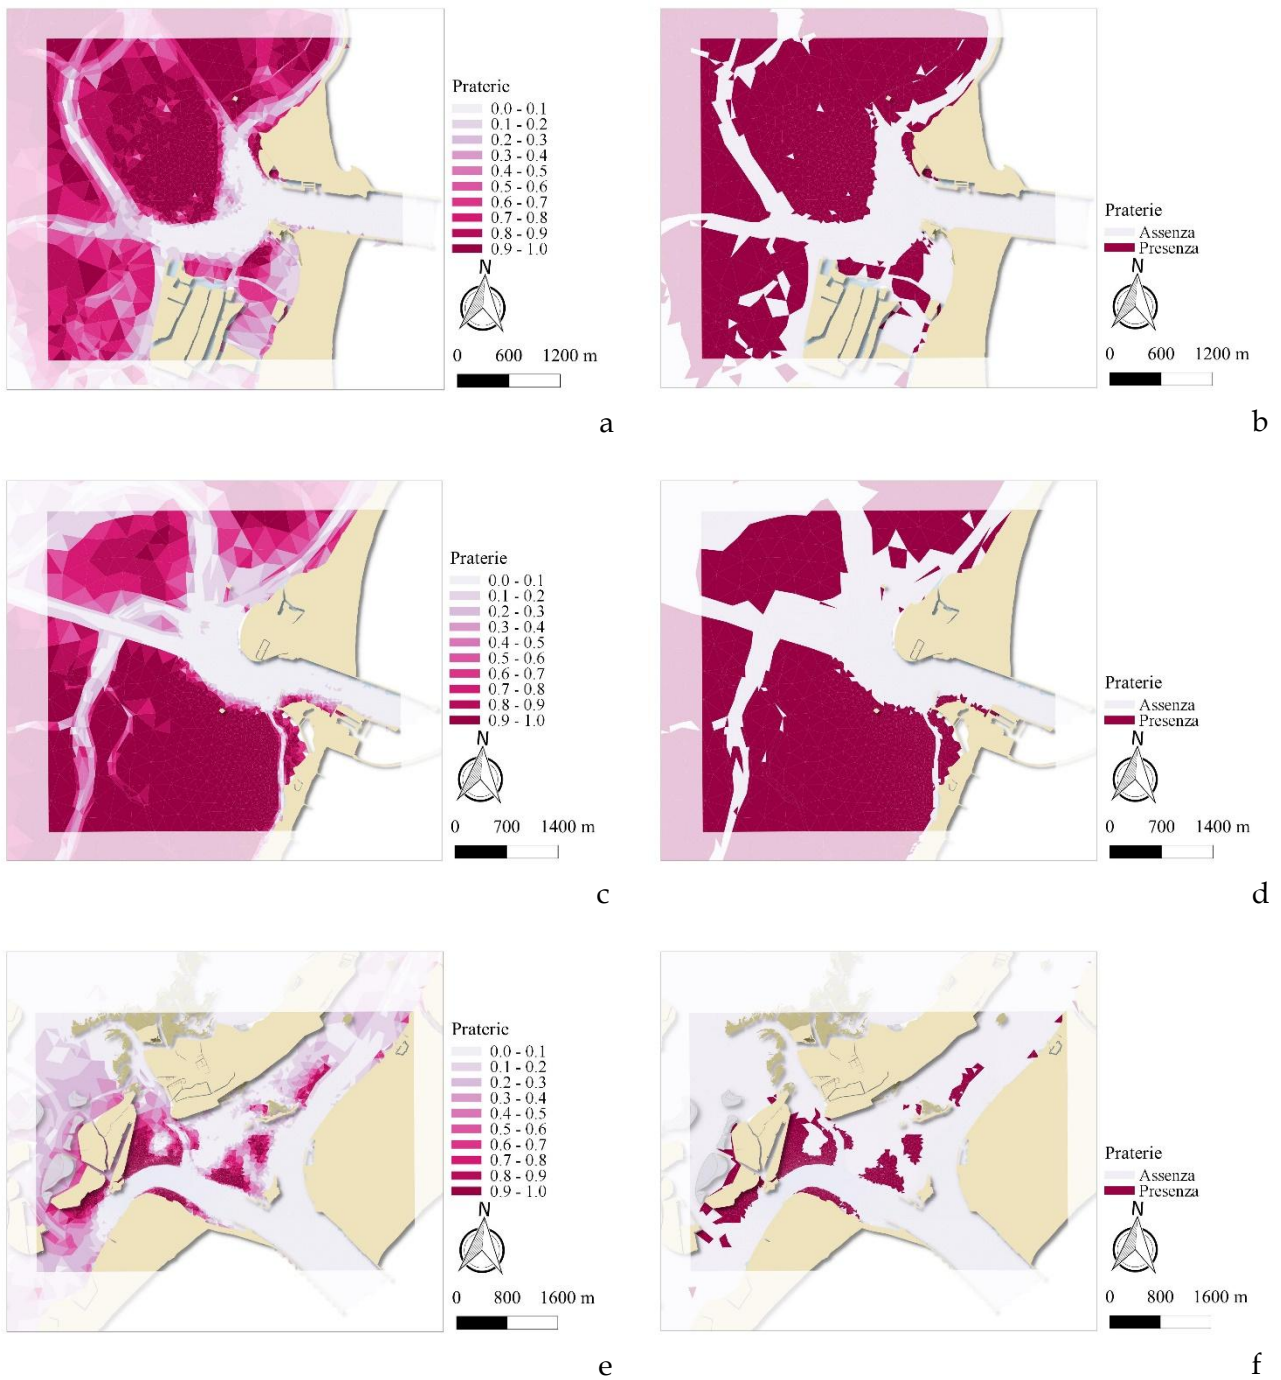 Praterie
0.0 - 0.1
0.1 - 0.2
0.2 - 0.3
0.3 - 0.4
0.4 - 0.5
0.5 - 0.6
0.6 - 0.7
0.7 - 0.8
0.8 - 0.9
0.9 - 1.0
N
0 600 1200 m
a
Praterie
Assenza
Presenza
N
0 600 1200 m
b
Praterie
0.0 - 0.1
0.1 - 0.2
0.2 - 0.3
0.3 - 0.4
0.4 - 0.5
0.5 - 0.6
0.6 - 0.7
0.7 - 0.8
0.8 - 0.9
0.9 - 1.0
N
0 700 1400 m
c
Praterie
Assenza
Presenza
N
0 700 1400 m
d
Praterie
0.0 - 0.1
0.1 - 0.2
0.2 - 0.3
0.3 - 0.4
0.4 - 0.5
0.5 - 0.6
0.6 - 0.7
0.7 - 0.8
0.8 - 0.9
0.9 - 1.0
N
0 800 1600 m
e
Praterie
Assenza
Presenza
N
0 800 1600 m
f